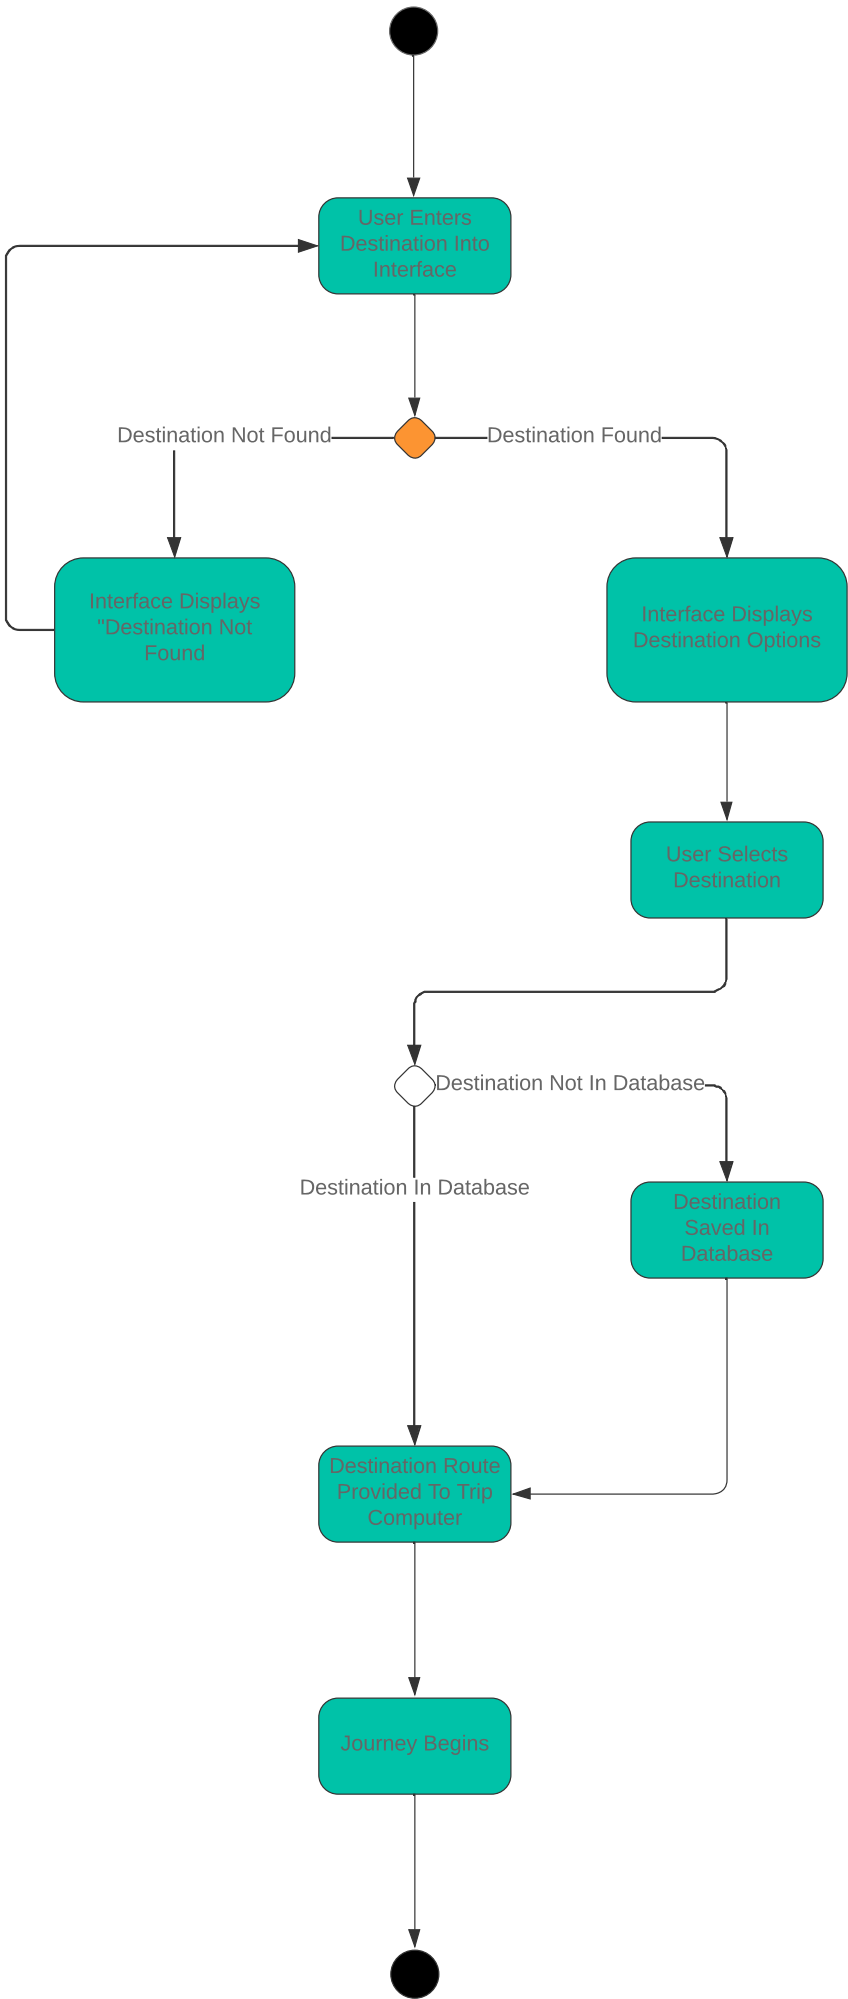 User Enters
Destination Into
Interface
Destination Not Found
Destination Found
Interface Displays
"Destination Not
Found
Interface Displays
Destination Options
User Selects
Destination
Destination Not In Database
Destination In Database
Destination
Saved In
Database
Destination Route
Provided To Trip
Computer
Journey Begins